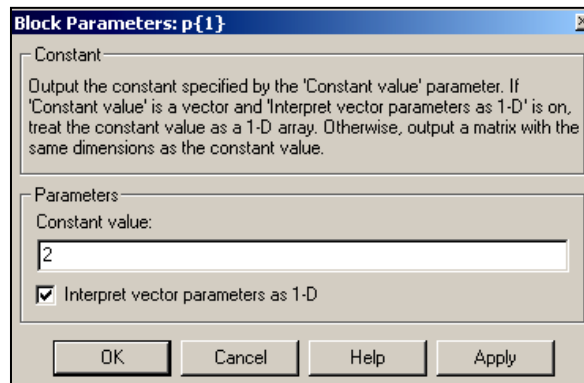 Block Parameters: p{1}
Constant
Output the constant specified by the 'Constant value' parameter. If
'Constant value' is a vector and 'Interpret vector parameters as 1-D' is on,
treat the constant value as a 1-D array. Otherwise, output a matrix with the
same dimensions as the constant value.
Parameters
Constant value:
2
Interpret vector parameters as 1-D
OK Cancel Help Apply